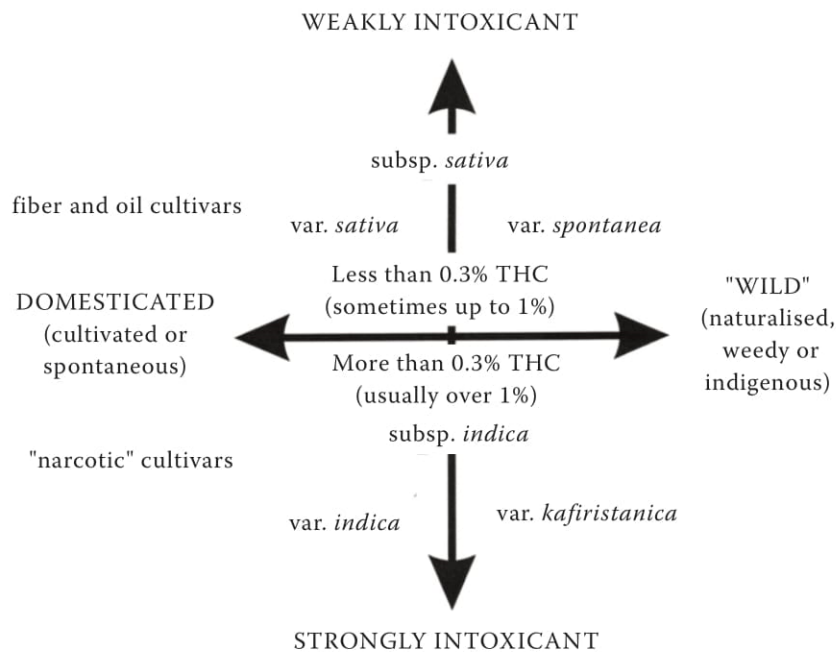 WEAKLY INTOXICANT
subsp. sativa
fiber and oil cultivars
var. sativa
var. spontanea
Less than 0.3% THC
(sometimes up to 1%)
DOMESTICATED
(cultivated or
spontaneous)
"WILD"
(naturalised,
weedy or
indigenous)
More than 0.3% THC
(usually over 1%)
subsp. indica
"narcotic" cultivars
var. indica
var. kafiristanica
STRONGLY INTOXICANT